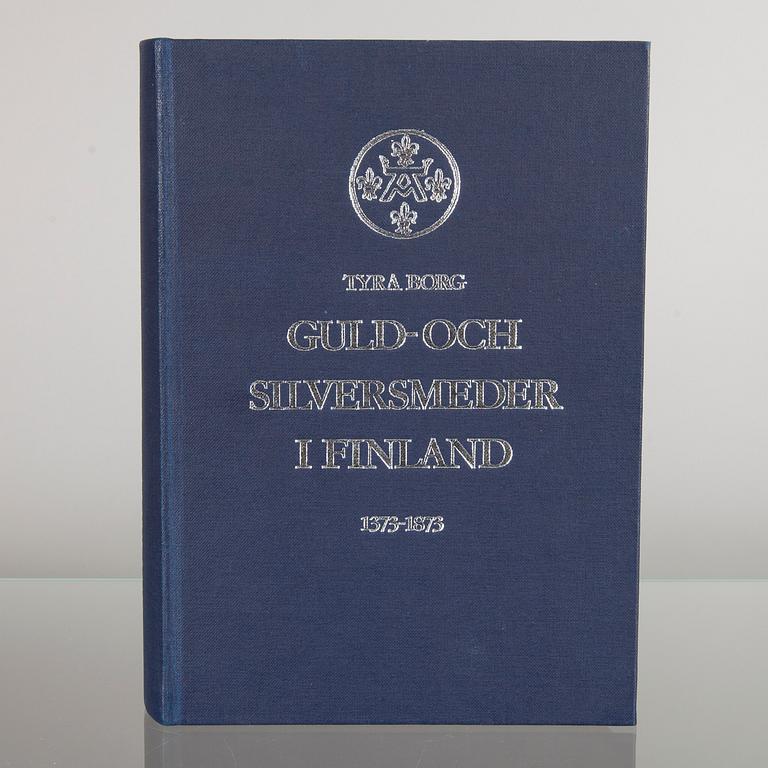 A
TYRA BORG
GULD- OCH
SILVERSMEDER
I FINLAND
1373-1873